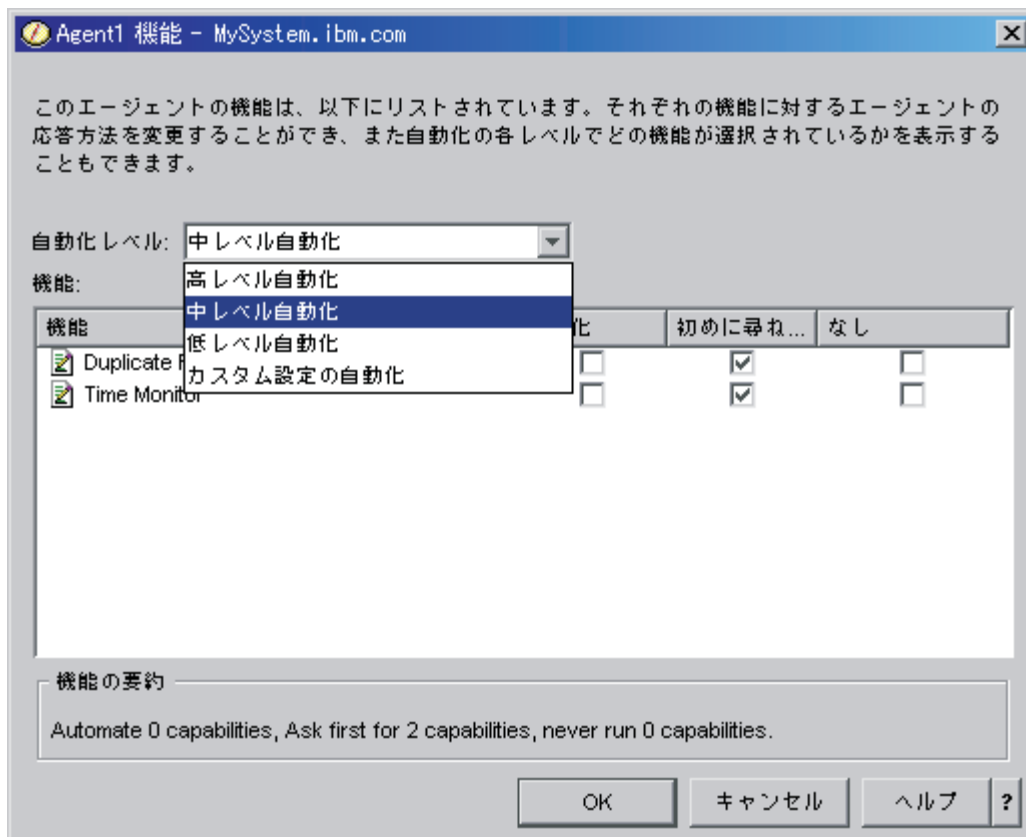 Agent1 機能 - MySystem.ibm.com
このエージェントの機能は、以下にリストされています。それぞれの機能に対するエージェントの
応答方法を変更することができ、また自動化の各レベルでどの機能が選択されているかを表示する
こともできます。
自動化レベル: 中レベル自動化
高レベル自動化
中レベル自動化
低レベル自動化
カスタム設定の自動化
機能:
機能 化 初めに尋ね... なし
Duplicate
Time Monitor
機能の要約
Automate 0 capabilities, Ask first for 2 capabilities, never run 0 capabilities.
OK キャンセル ヘルプ ?